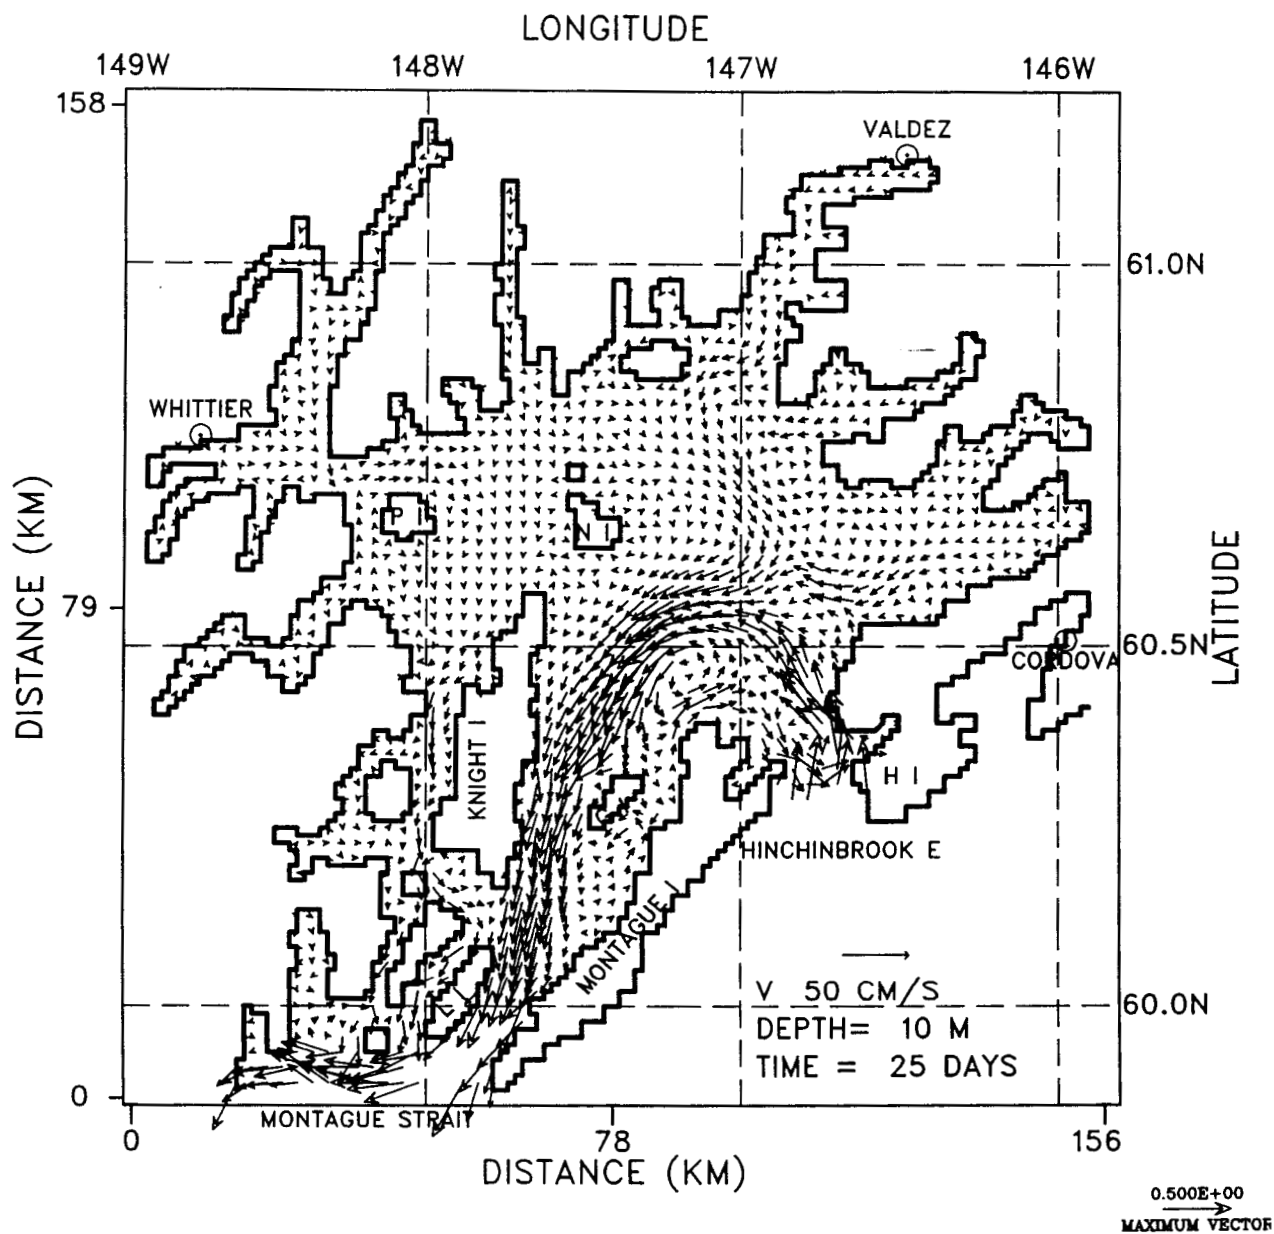 LONGITUDE
149W 148W 147W 146W
158
VALDEZ
61.0N
WHITTIER
P
N I
DISTANCE (KM)
79
60.5N
LATITUDE
CORDOVA
KNIGHT I
H I
HINCHINBROOK E
MONTAGUE I
V 50 CM/S
60.0N
DEPTH= 10 M
TIME = 25 DAYS
0
MONTAGUE STRAIT
0 78 156
DISTANCE (KM)
0.500E+00
MAXIMUM VECTOR